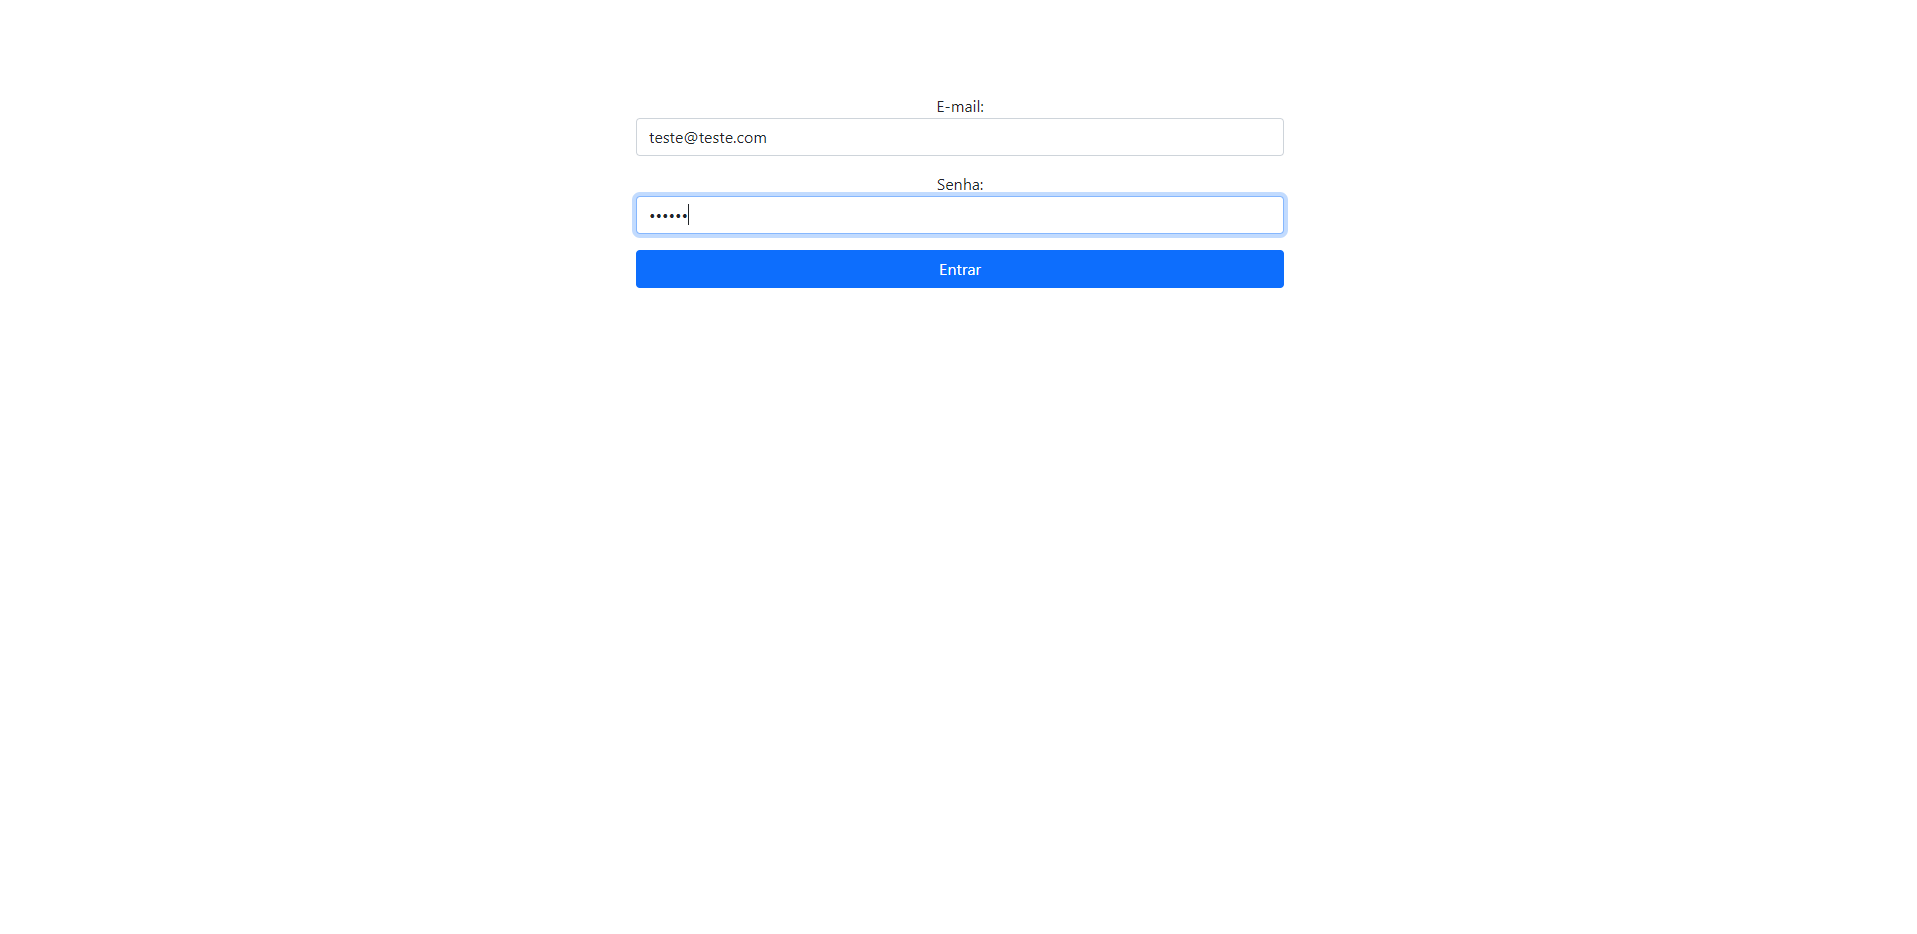 E-mail:
teste@teste.com
Senha:
••••••
Entrar